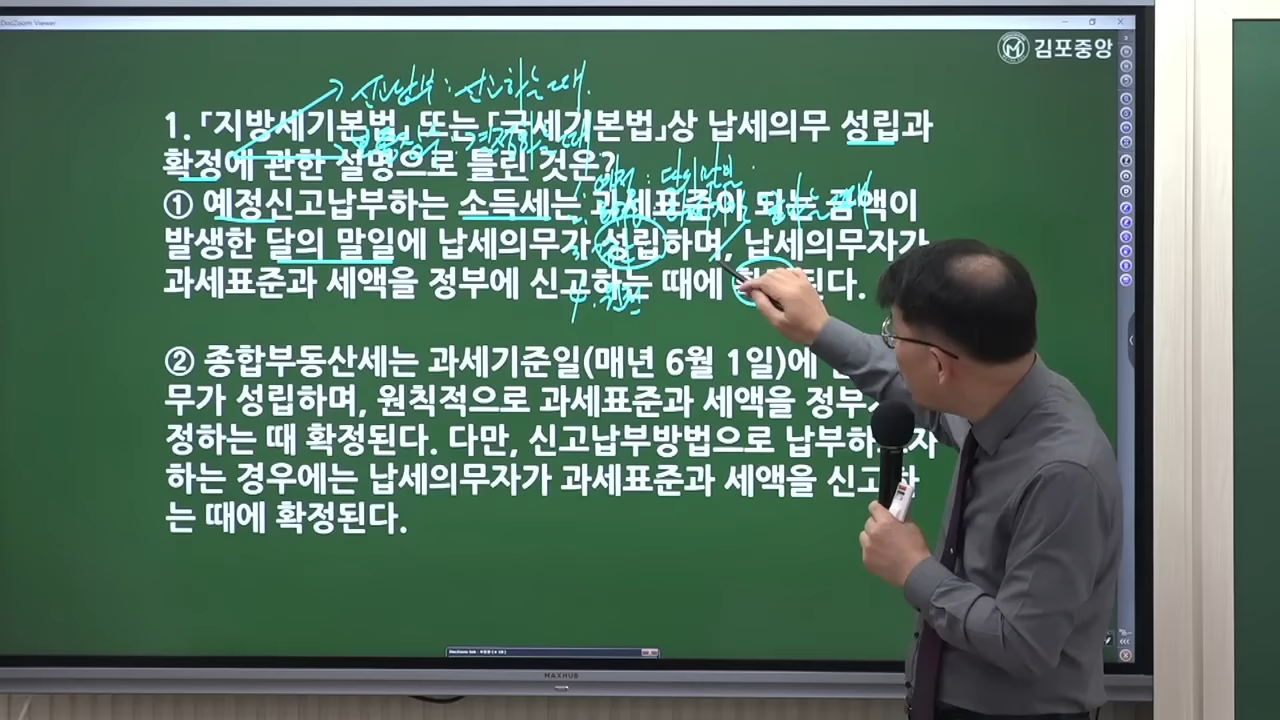 DocZoom Viewer
김포중앙
신고납부 : 신고하는 때.
1. 「지방세기본법」 또는 「국세기본법」상 납세의무 성립과
결정하는 때
확정에 관한 설명으로 틀린 것은?
예정 : 달의 말일
① 예정신고납부하는 소득세는 과세표준이 되는 금액이
발생한 달의 말일에 납세의무가 성립하며, 납세의무자가
과세표준과 세액을 정부에 신고하는 때에 된다.
4.
② 종합부동산세는 과세기준일(매년 6월 1일)에
무가 성립하며, 원칙적으로 과세표준과 세액을 정부
정하는 때 확정된다. 다만, 신고납부방법으로 납부하 자
하는 경우에는 납세의무자가 과세표준과 세액을 신고
는 때에 확정된다.
MAXHUB